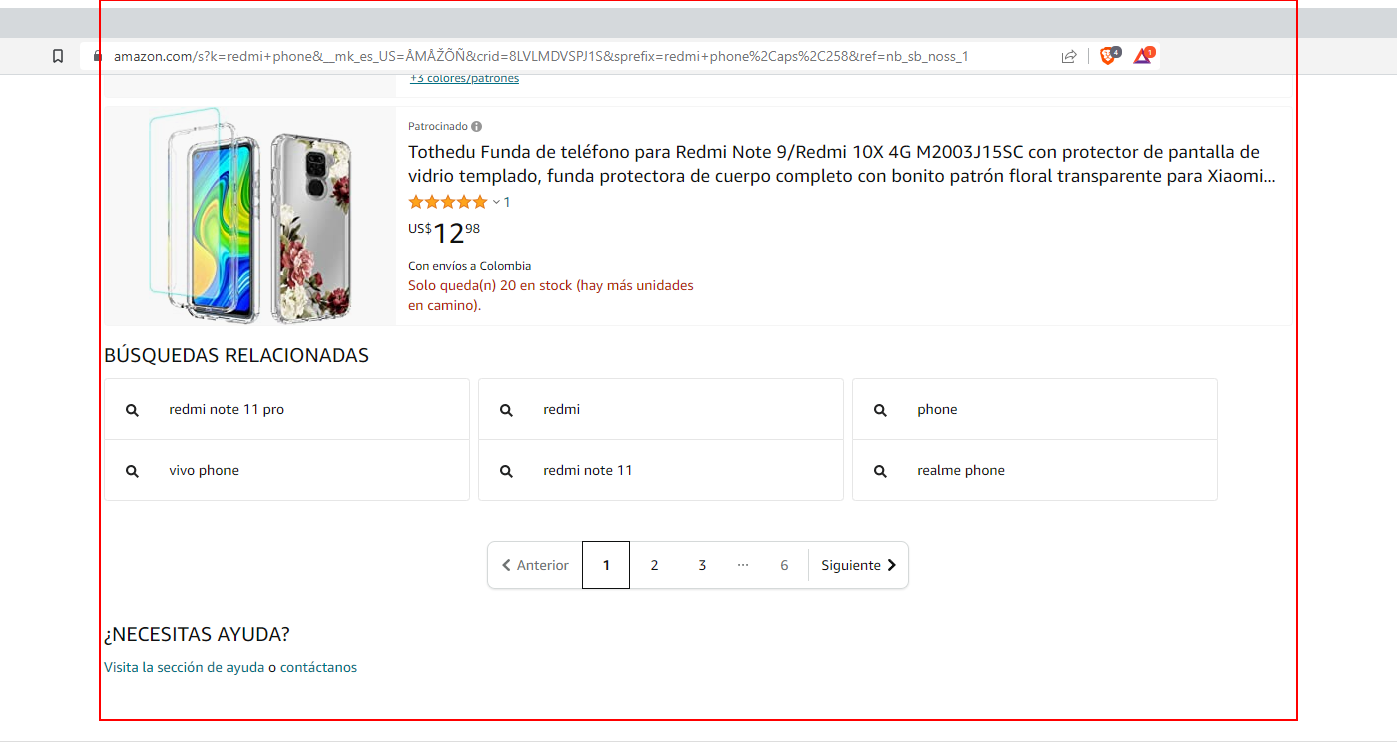 amazon.com/s?k=redmi+phone&__mk_es_US=ÅMÅŽÕÑ&crid=8LVLMDVSPJ1S&sprefix=redmi+phone%2Caps%2C258&ref=nb_sb_noss_1
4
1
+3 colores/patrones
Patrocinado
Tothedu Funda de teléfono para Redmi Note 9/Redmi 10X 4G M2003J15SC con protector de pantalla de
vidrio templado, funda protectora de cuerpo completo con bonito patrón floral transparente para Xiaomi...
1
US$1298
Con envíos a Colombia
Solo queda(n) 20 en stock (hay más unidades
en camino).
BÚSQUEDAS RELACIONADAS
redmi note 11 pro
redmi
phone
vivo phone
redmi note 11
realme phone
Anterior 1 2 3 ... 6 Siguiente
¿NECESITAS AYUDA?
Visita la sección de ayuda o contáctanos